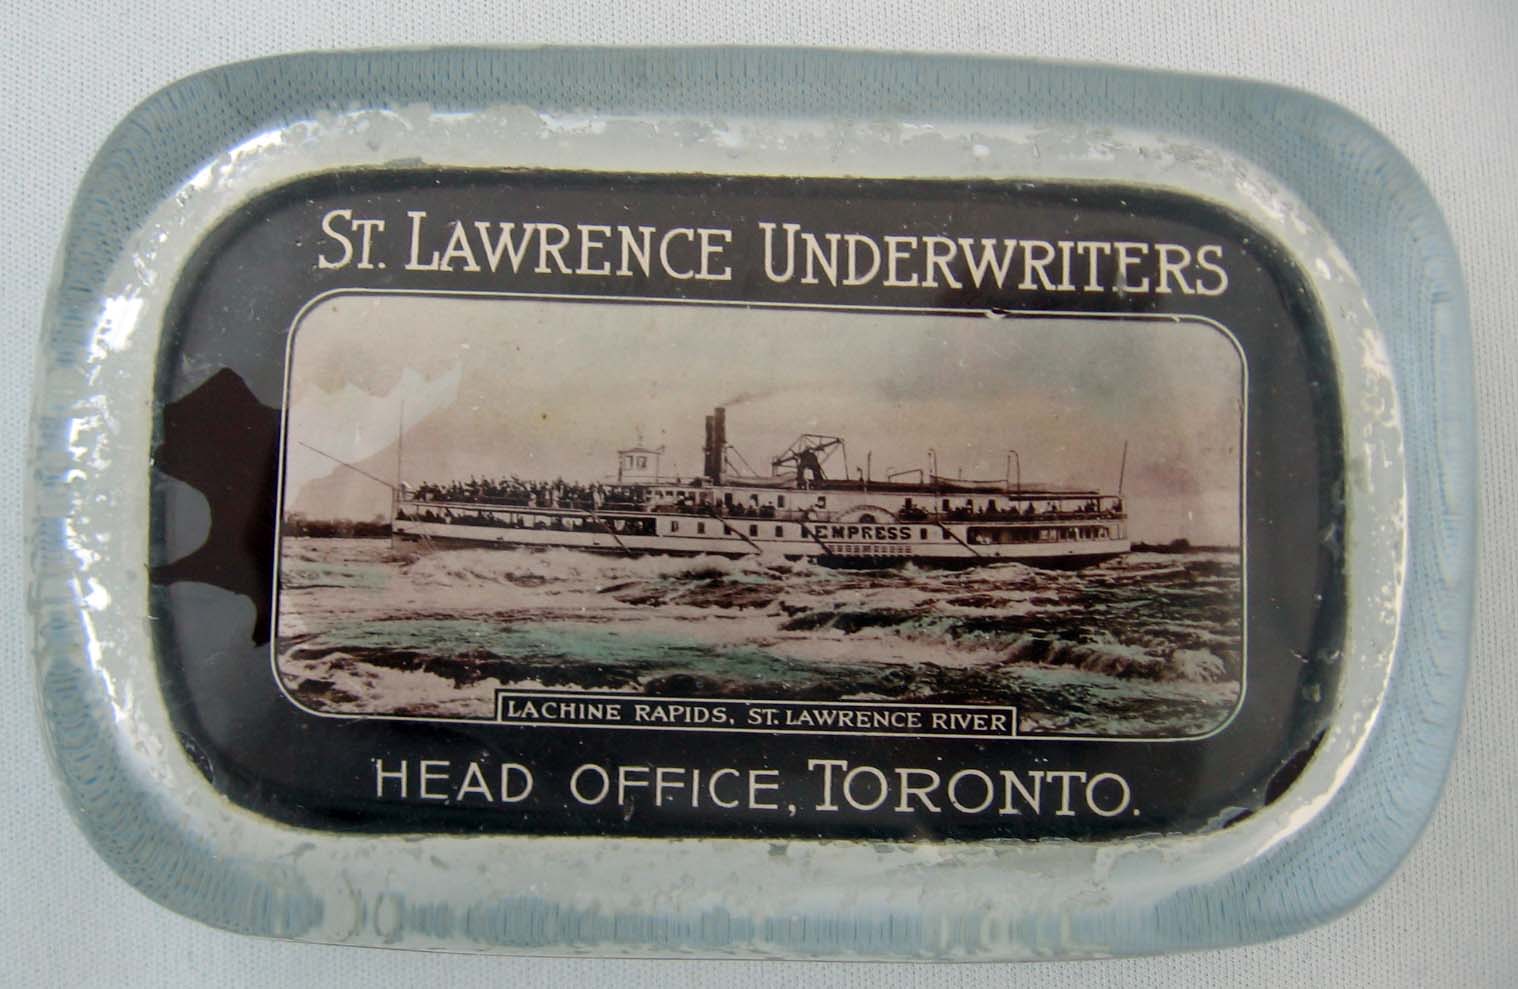 ST. LAWRENCE UNDERWRITERS
EMPRESS
LACHINE RAPIDS, ST. LAWRENCE RIVER
HEAD OFFICE, TORONTO.